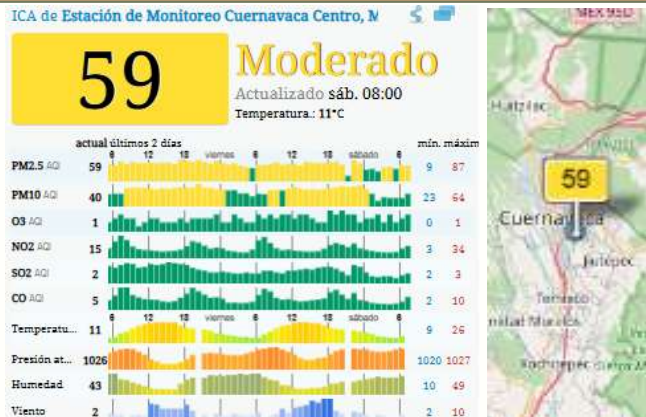 ICA de Estación de Monitoreo Cuernavaca Centro, M
59
Moderado
Actualizado sáb. 08:00
Temperatura.: 11°C
actual últimos 2 días mín. máxim
6 12 18 viernes 6 12 18 sábado 6
PM2.5 AQI 59 9 87
PM10 AQI 40 23 64
O3 AQI 1 0 1
NO2 AQI 15 3 34
SO2 AQI 2 2 3
CO AQI 5 2 10
6 12 18 viernes 6 12 18 sábado 6
Temperatu... 11 9 26
Presión at... 1026 1020 1027
Humedad 43 10 49
Viento 2 2 10
MEX 95D
Huitzilac
59
Cuernavaca
Jiutepec
Temixco